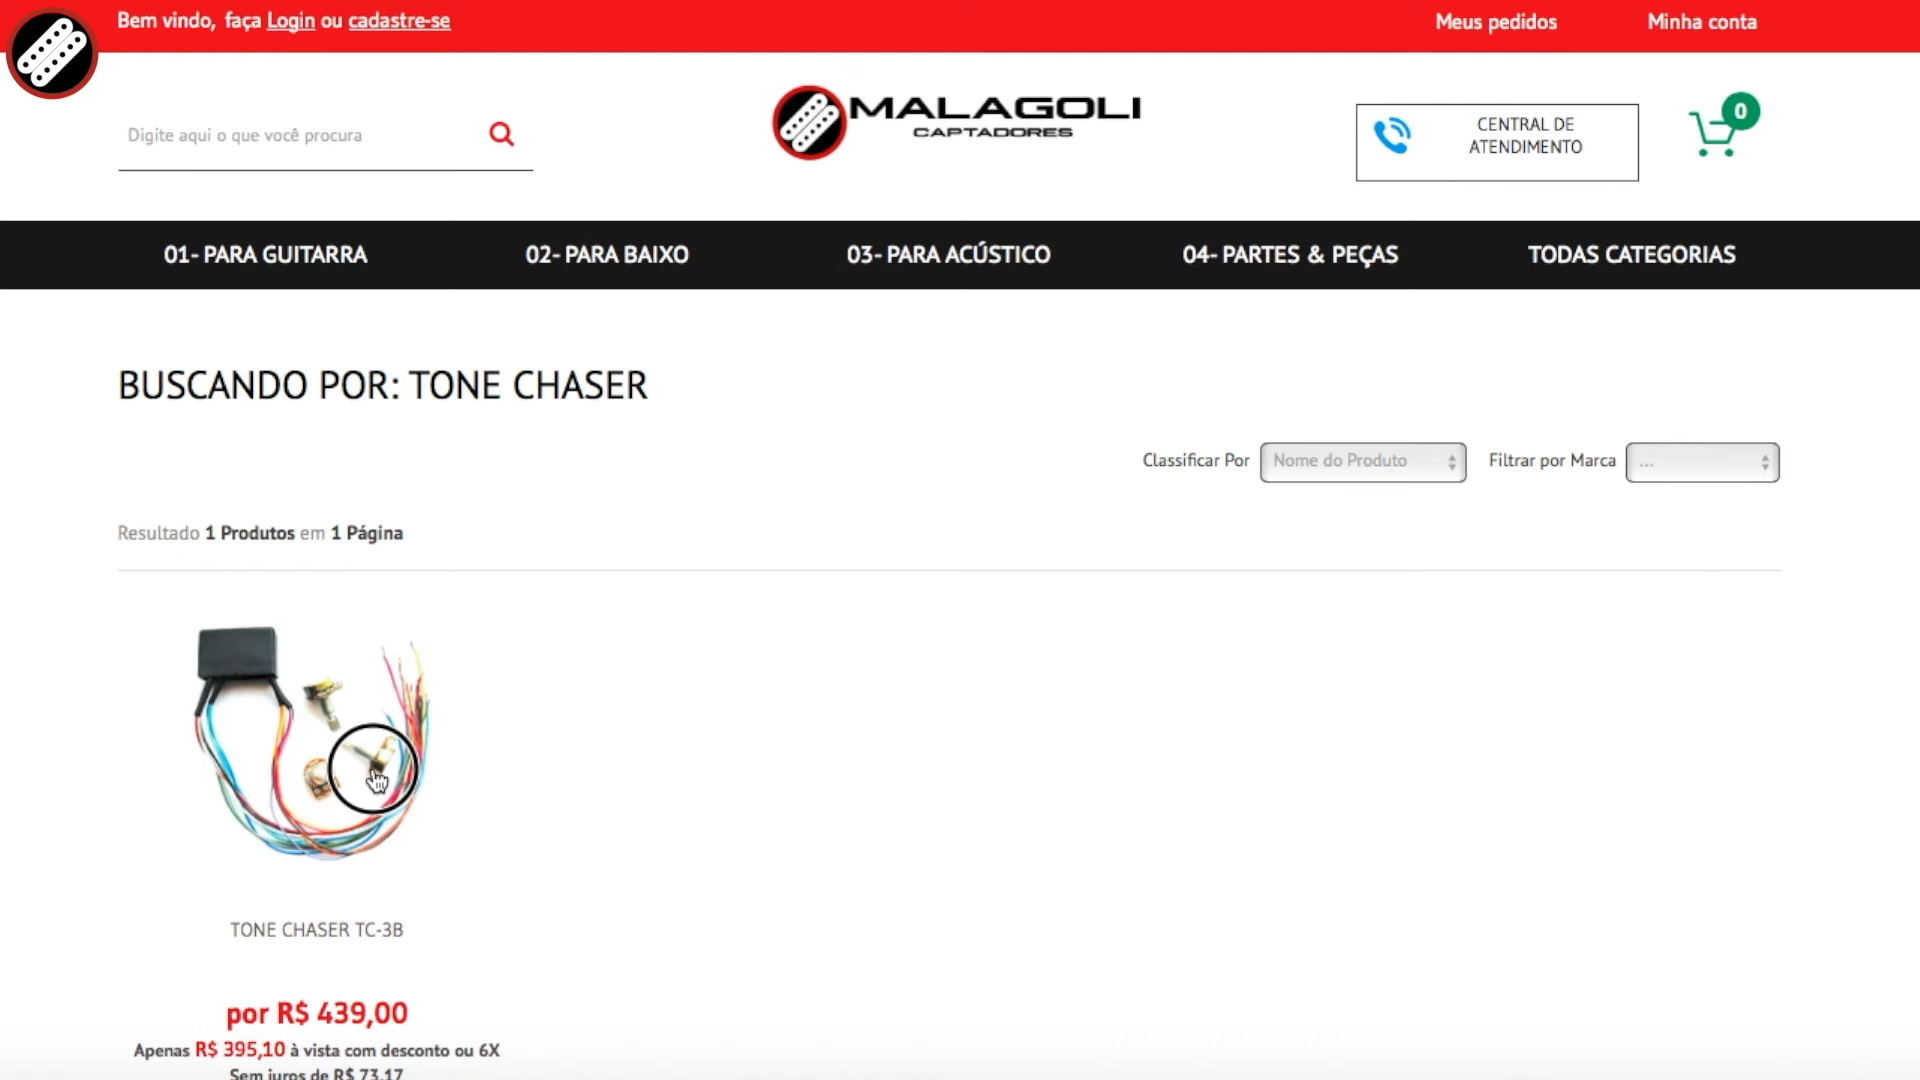 Bem vindo, faça Login ou cadastre-se
Meus pedidos
Minha conta
Digite aqui o que você procura
MALAGOLI
CAPTADORES
CENTRAL DE
ATENDIMENTO
0
01- PARA GUITARRA
02- PARA BAIXO
03- PARA ACÚSTICO
04- PARTES & PEÇAS
TODAS CATEGORIAS
BUSCANDO POR: TONE CHASER
Classificar Por
Nome do Produto
Filtrar por Marca
...
Resultado 1 Produtos em 1 Página
TONE CHASER TC-3B
por R$ 439,00
Apenas R$ 395,10 à vista com desconto ou 6X
Sem juros de R$ 73,17